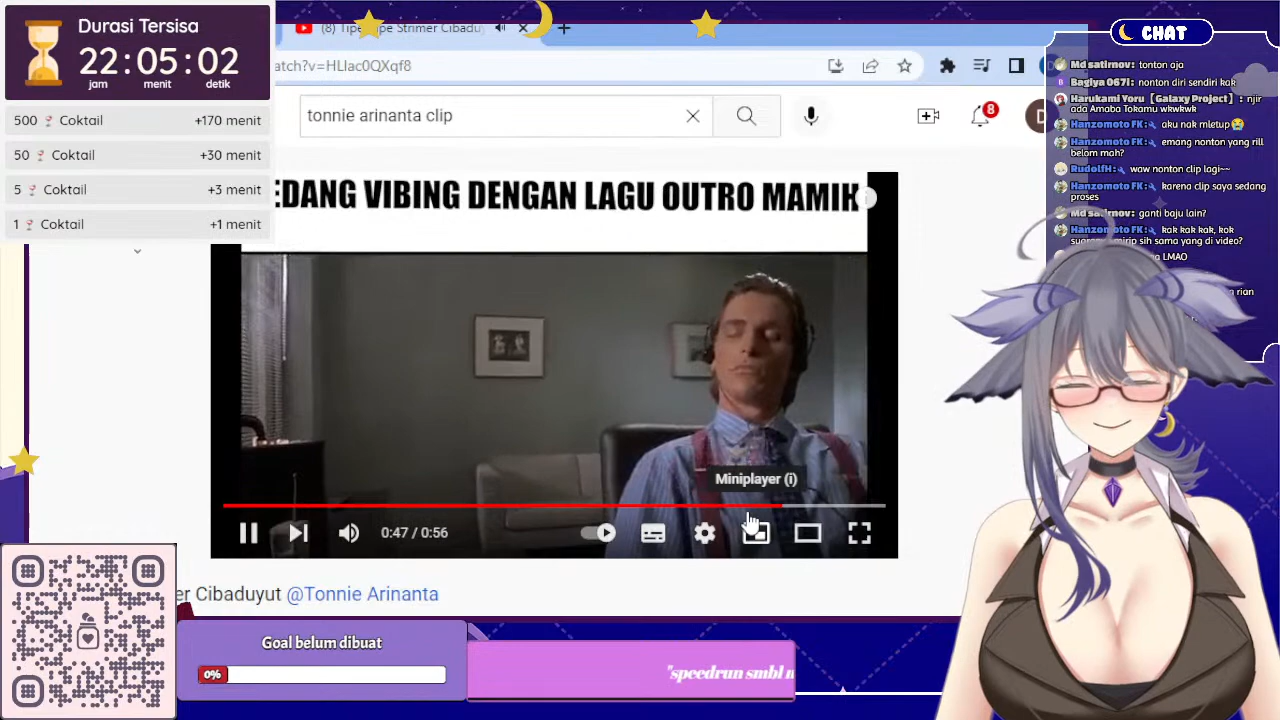 Durasi Tersisa
22:05:02
jam menit detik
500 Coktail +170 menit
50 Coktail +30 menit
5 Coktail +3 menit
1 Coktail +1 menit
(8) Tipe
Strimer Cibaduy
atch?v=HLlac0QXqf8
tonnie arinanta clip
8
D
EDANG VIBING DENGAN LAGU OUTRO MAMIK
Miniplayer (i)
0:47 / 0:56
er Cibaduyut @Tonnie Arinanta
Goal belum dibuat
0%
"speedrun smbl
CHAT
Md satirnov: tonton aja
Bagiya 067l: nonton diri sendiri kak
Harukami Yoru【Galaxy Project】: njir
ada Amaba Tokamu wkwkwk
Hanzomoto FK: aku nak mletup😭
Hanzomoto FK: emang nonton yang rill
belom mah?
RudolfH: waw nonton clip lagi~~
Hanzomoto FK: karena clip saya sedang
proses
Md satirnov: ganti baju lain?
Hanzomoto FK: kak kak kak, kok
mirip sih sama yang di video?
LMAO
rian